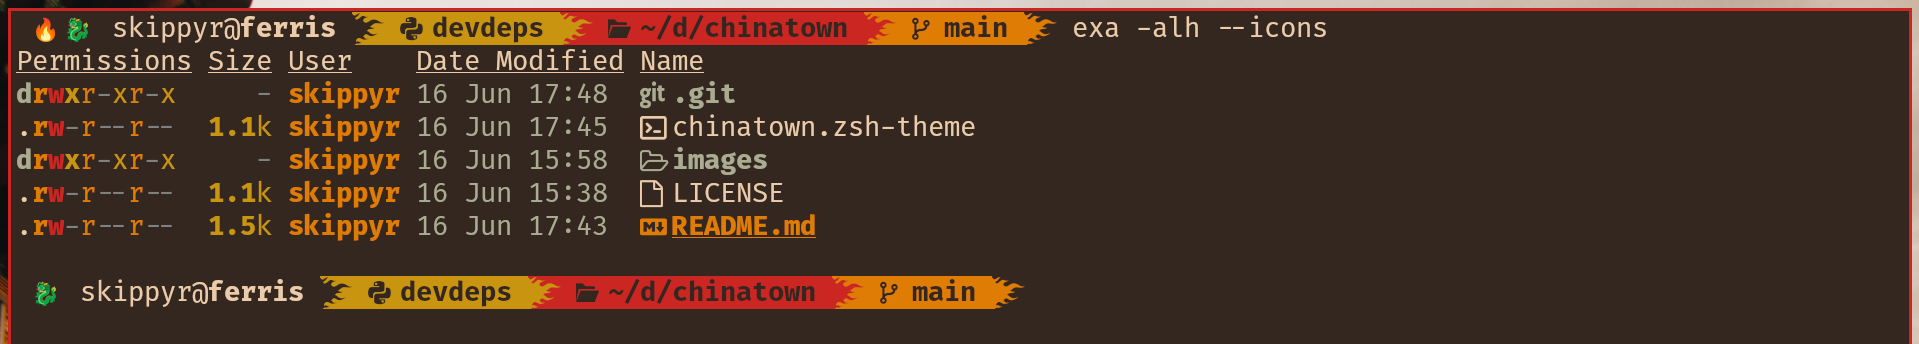 🔥🐉 skippyr@ferris devdeps ~/d/chinatown main exa -alh --icons
Permissions Size User Date Modified Name
drwxr-xr-x - skippyr 16 Jun 17:48 git .git
.rw-r--r-- 1.1k skippyr 16 Jun 17:45 chinatown.zsh-theme
drwxr-xr-x - skippyr 16 Jun 15:58 images
.rw-r--r-- 1.1k skippyr 16 Jun 15:38 LICENSE
.rw-r--r-- 1.5k skippyr 16 Jun 17:43 README.md
🐉 skippyr@ferris devdeps ~/d/chinatown main